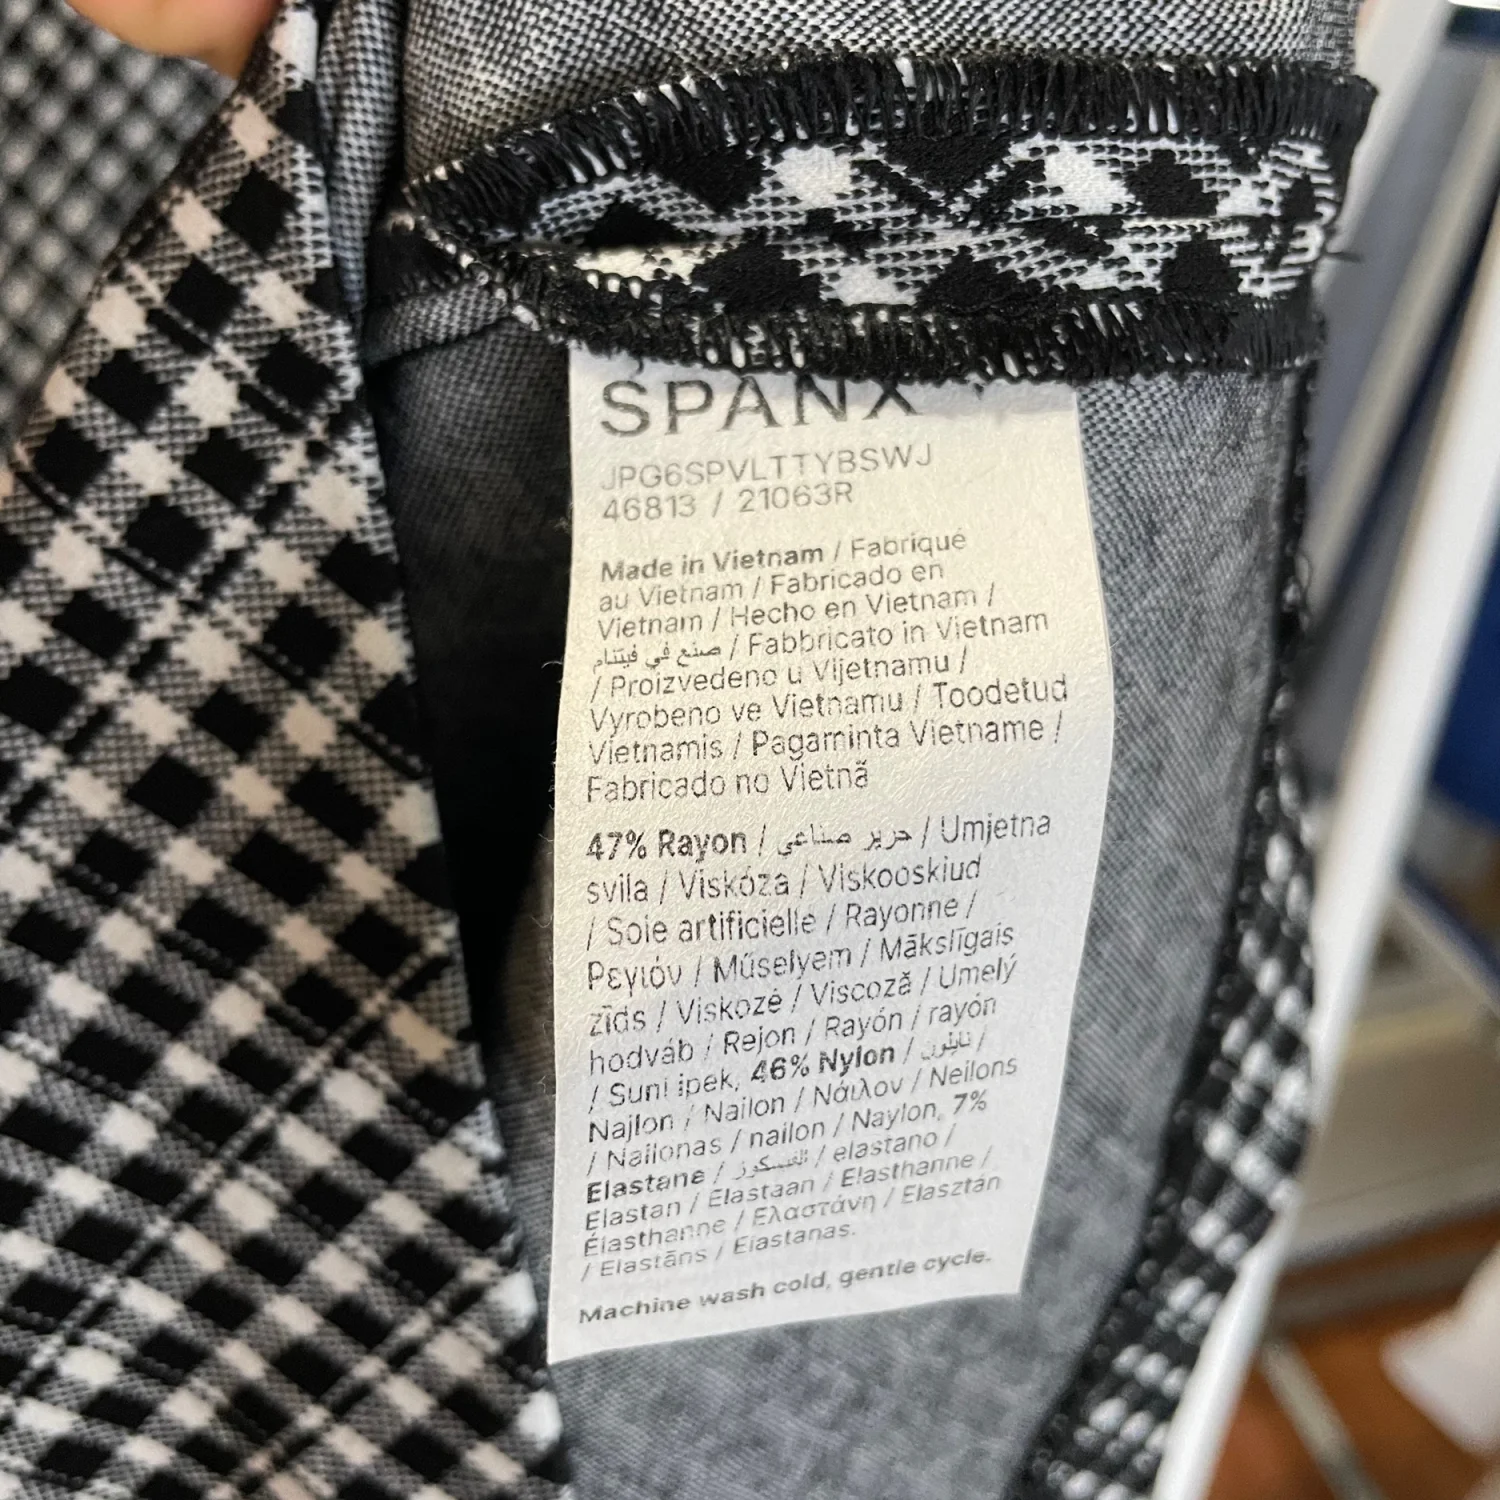 SPANX
JPG6SPVLTTYBSWJ
46813 / 21063R
Made in Vietnam / Fabriqué
au Vietnam / Fabricado en
Vietnam / Hecho en Vietnam /
صنع في فيتنام / Fabbricato in Vietnam
/ Proizvedeno u Vijetnamu /
Vyrobeno ve Vietnamu / Toodetud
Vietnamis / Pagaminta Vietname /
Fabricado no Vietnã
47% Rayon / حرير صناعي / Umjetna
svila / Viskóza / Viskooskiud
/ Soie artificielle / Rayonne /
Ρεγιόν / Műselyem / Mākslīgais
zīds / Viskozė / Viscoză / Umelý
hodváb / Rejon / Rayón / rayón
/ Suni ipek, 46% Nylon / نايلون /
Najlon / Nailon / Νάιλον / Neilons
/ Nailonas / nailon / Naylon, 7%
Elastane / الفسكوز / elastano /
Elastan / Elastaan / Elasthanne /
Élasthanne / Ελαστάνη / Elasztán
/ Elastāns / Elastanas.
Machine wash cold, gentle cycle.